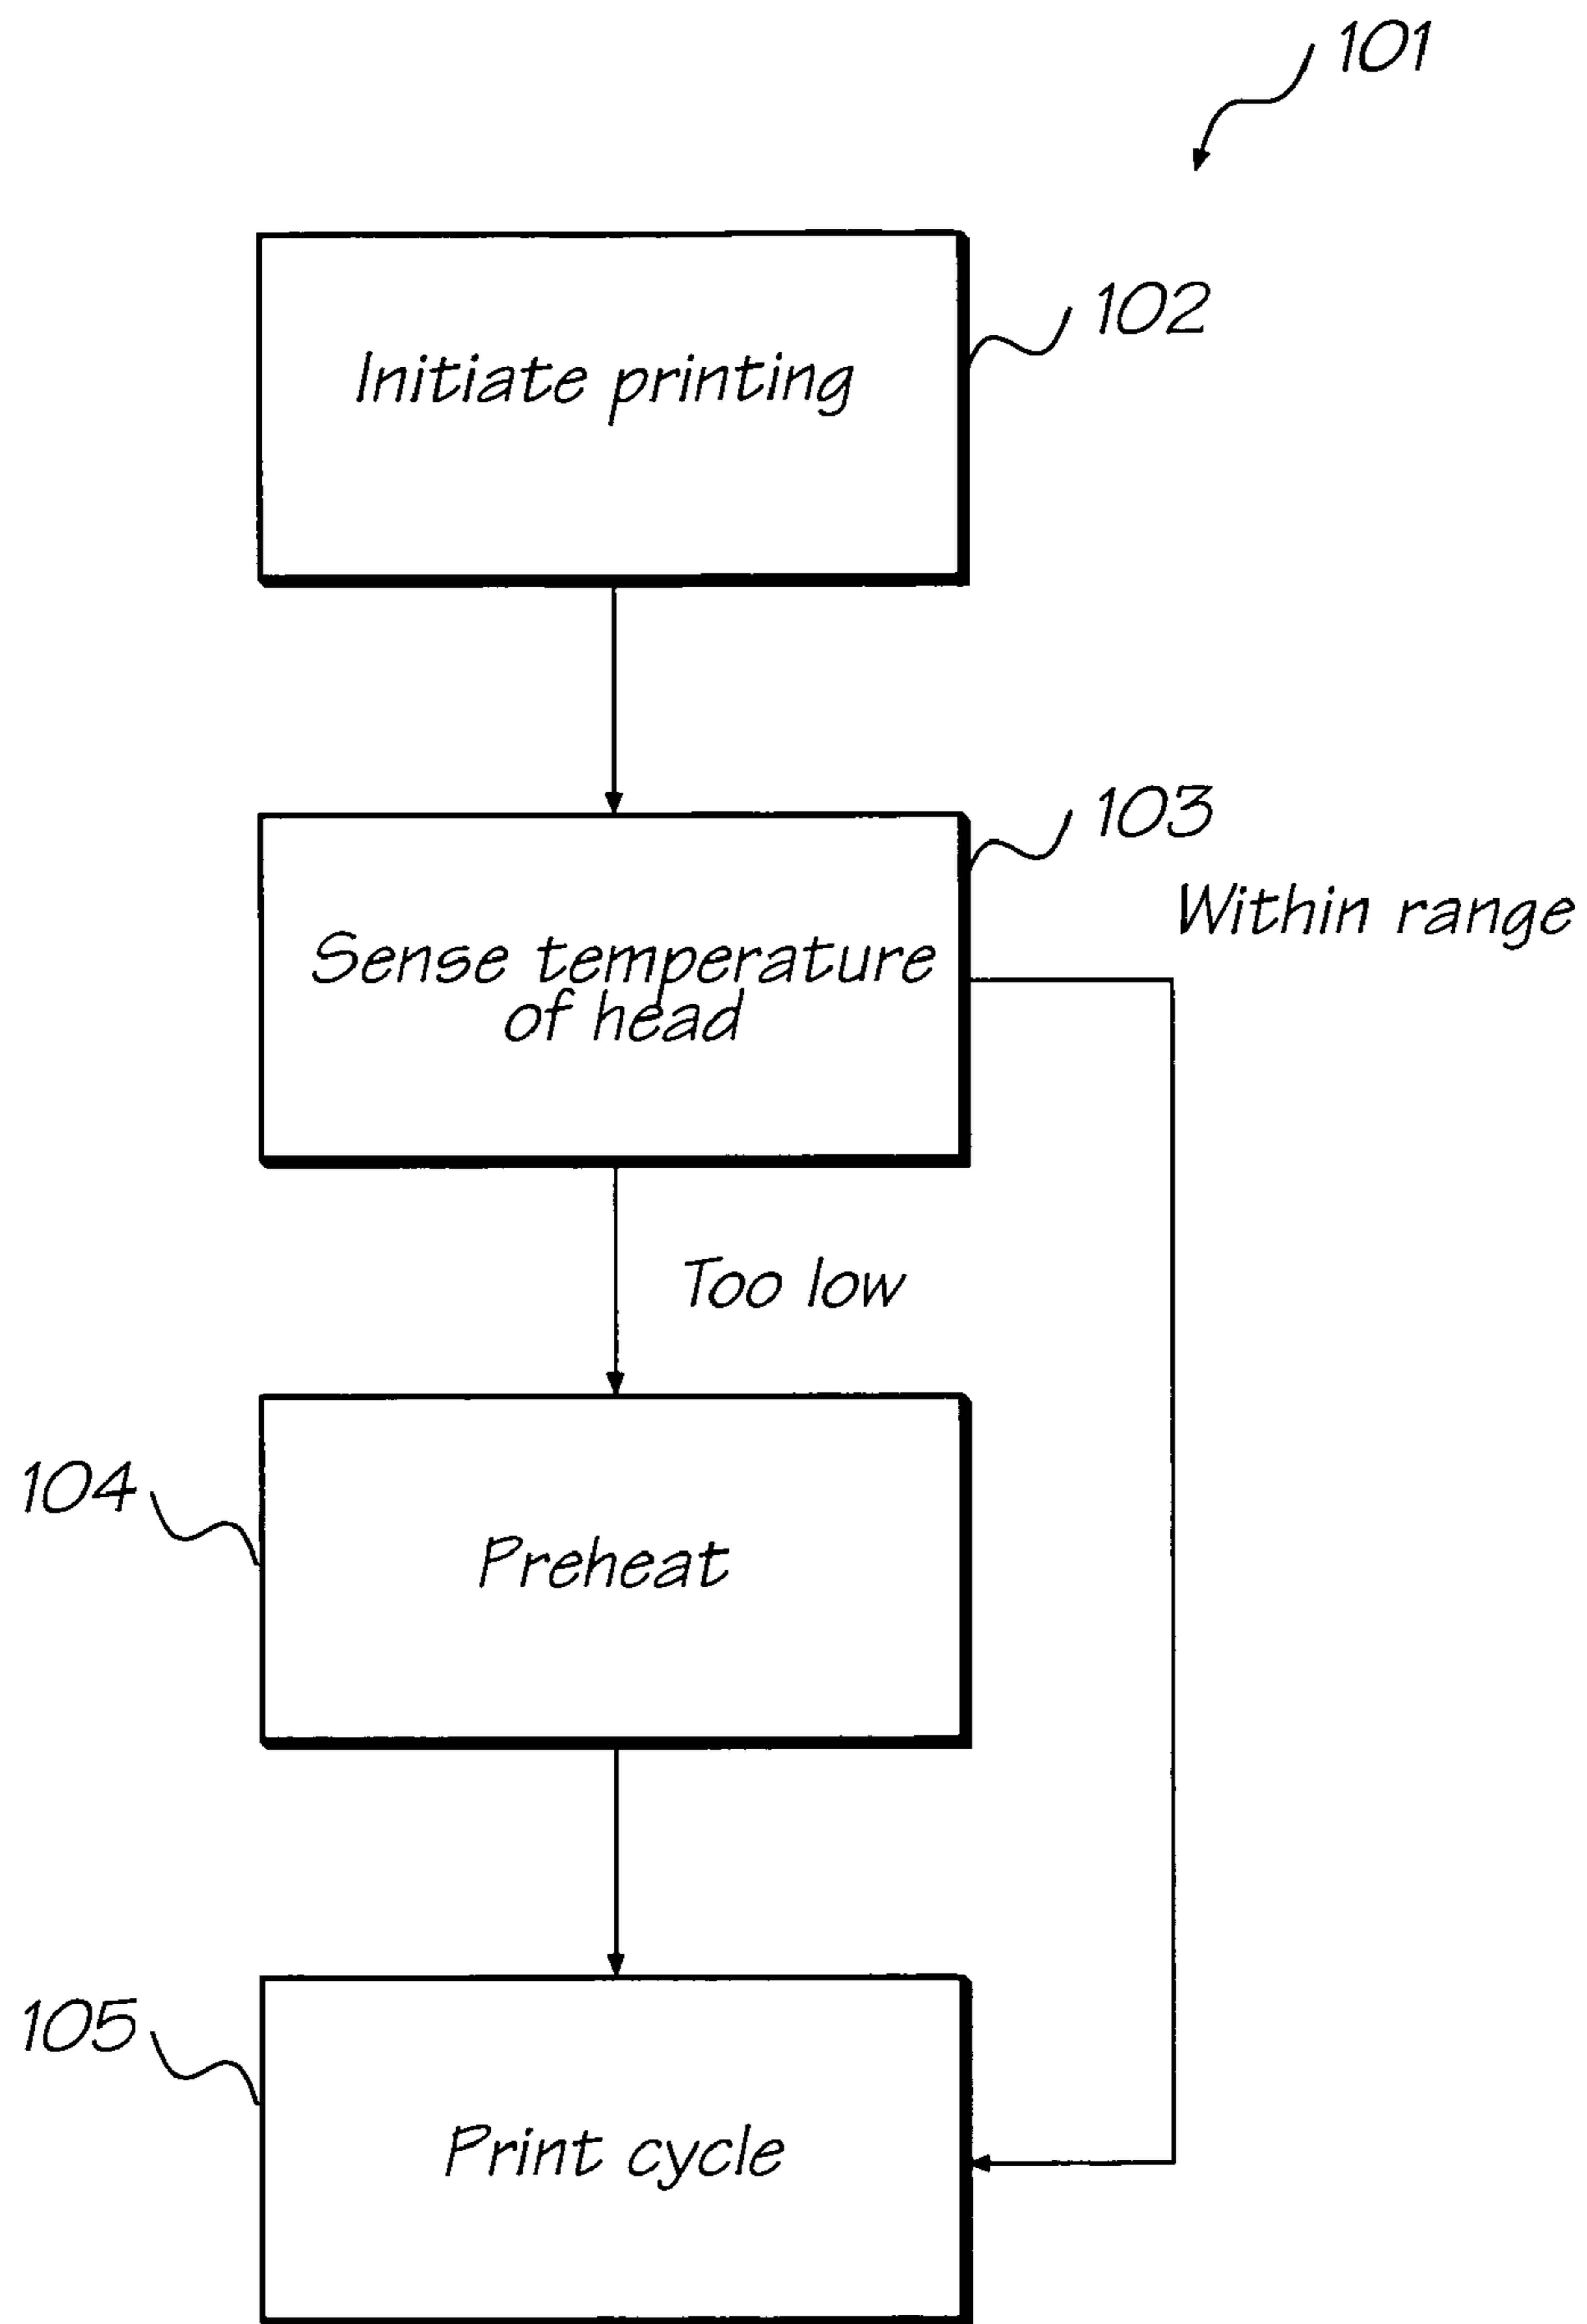 101
Initiate printing
102
103
Within range
Sense temperature
of head
Too low
104
Preheat
105
Print cycle